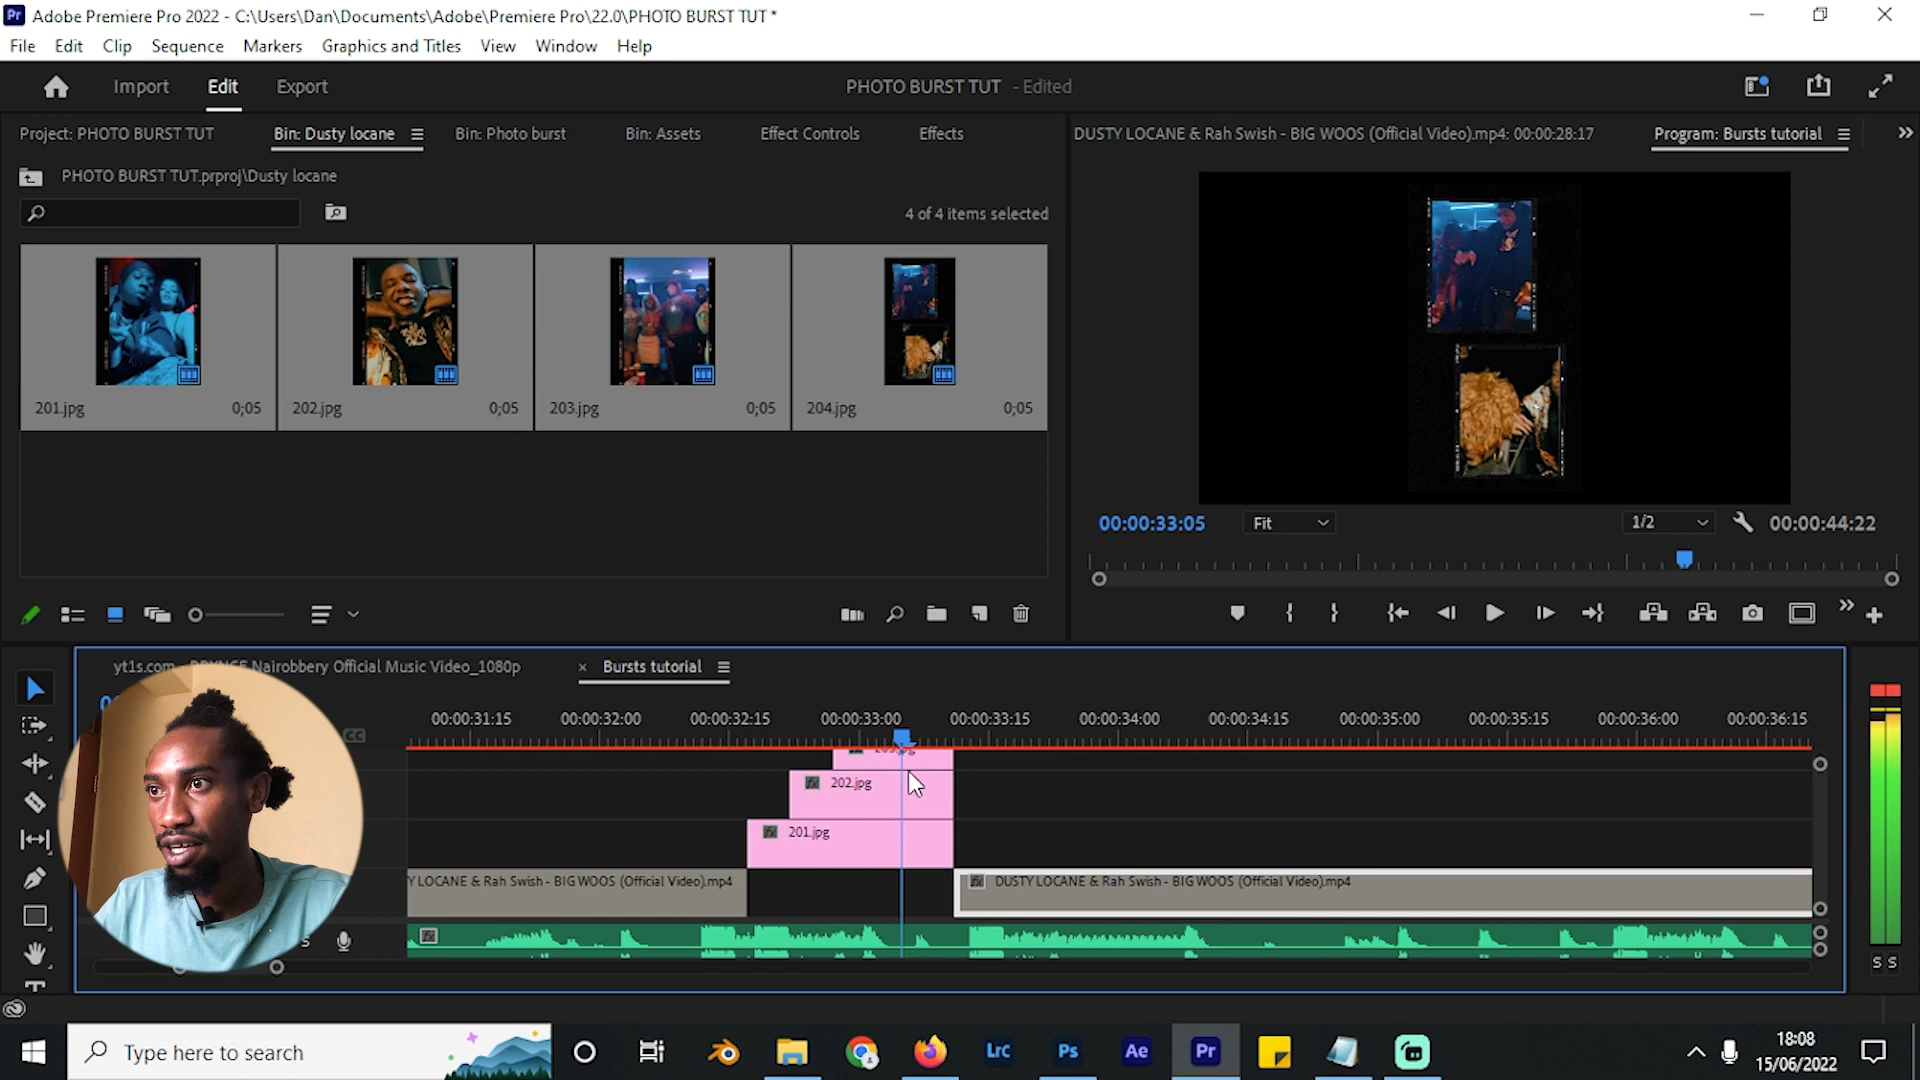 Pr Adobe Premiere Pro 2022 - C:\Users\Dan\Documents\Adobe\Premiere Pro\22.0\PHOTO BURST TUT *
File Edit Clip Sequence Markers Graphics and Titles View Window Help
Import Edit Export PHOTO BURST TUT - Edited
Project: PHOTO BURST TUT Bin: Dusty locane Bin: Photo burst Bin: Assets Effect Controls Effects DUSTY LOCANE & Rah Swish - BIG WOOS (Official Video).mp4: 00:00:28:17 Program: Bursts tutorial
PHOTO BURST TUT.prproj\Dusty locane
4 of 4 items selected
201.jpg 0;05 202.jpg 0;05 203.jpg 0;05 204.jpg 0;05
00:00:33:05 Fit 1/2 00:00:44:22
yt1s.com - Nairobbery Official Music Video_1080p × Bursts tutorial
00:00:31:15 00:00:32:00 00:00:32:15 00:00:33:00 00:00:33:15 00:00:34:00 00:00:34:15 00:00:35:00 00:00:35:15 00:00:36:00 00:00:36:15
202.jpg
201.jpg
Y LOCANE & Rah Swish - BIG WOOS (Official Video).mp4 DUSTY LOCANE & Rah Swish - BIG WOOS (Official Video).mp4
S
S S
Type here to search LrC Ps Ae Pr 18:08
15/06/2022